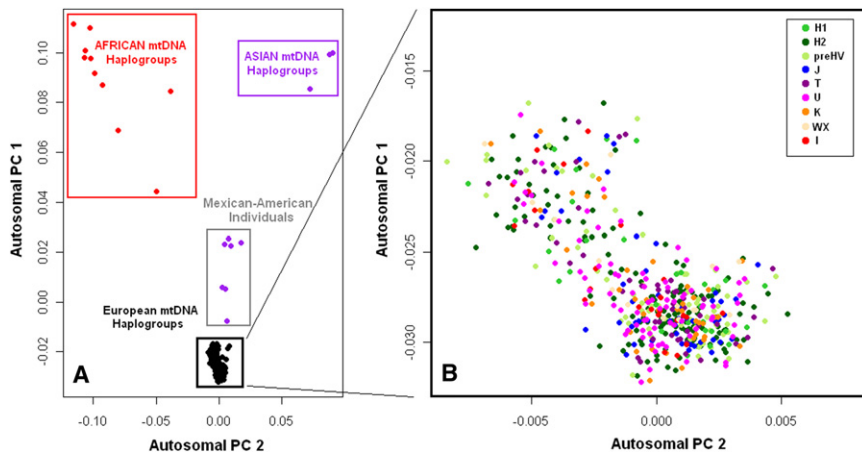 AFRICAN mtDNA
Haplogroups
ASIAN mtDNA
Haplogroups
Mexican-American
Individuals
European mtDNA
Haplogroups
A
Autosomal PC 1
0.10
0.08
0.06
0.04
0.02
0.00
-0.02
-0.10
-0.05
0.00
0.05
Autosomal PC 2
H1
H2
preHV
J
T
U
K
WX
I
B
Autosomal PC 1
-0.015
-0.020
-0.025
-0.030
-0.005
0.000
0.005
Autosomal PC 2